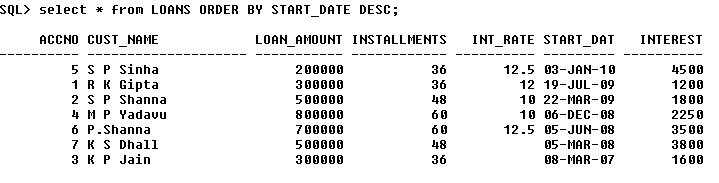 SQL> select * from LOANS ORDER BY START_DATE DESC;
ACCNO CUST_NAME LOAN_AMOUNT INSTALLMENTS INT_RATE START_DAT INTEREST
---------- -------------------- ----------- ------------ ---------- --------- ----------
5 S P Sinha 200000 36 12.5 03-JAN-10 4500
1 R K Gipta 300000 36 12 19-JUL-09 1200
2 S P Shanna 500000 48 10 22-MAR-09 1800
4 M P Yadavu 800000 60 10 06-DEC-08 2250
6 P.Shanna 700000 60 12.5 05-JUN-08 3500
7 K S Dhall 500000 48 05-MAR-08 3800
3 K P Jain 300000 36 08-MAR-07 1600